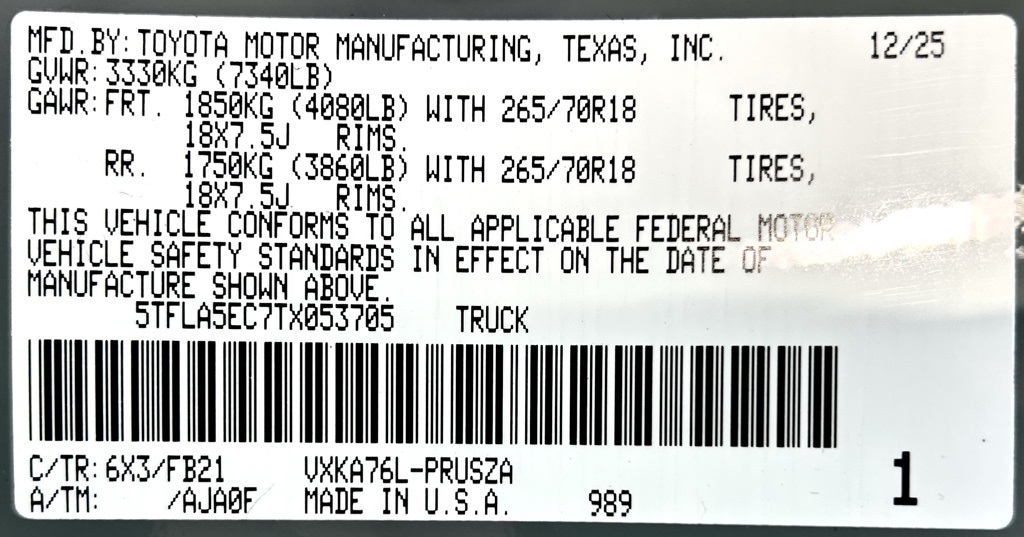 MFD.BY: TOYOTA MOTOR MANUFACTURING, TEXAS, INC. 12/25
GVWR: 3330KG (7340LB)
GAWR: FRT. 1850KG (4080LB) WITH 265/70R18 TIRES,
18X7.5J RIMS.
RR. 1750KG (3860LB) WITH 265/70R18 TIRES,
18X7.5J RIMS.
THIS VEHICLE CONFORMS TO ALL APPLICABLE FEDERAL MOTOR
VEHICLE SAFETY STANDARDS IN EFFECT ON THE DATE OF
MANUFACTURE SHOWN ABOVE.
5TFLA5EC7TX053705 TRUCK
C/TR: 6X3/FB21 VXKA76L-PRUSZA
A/TM: /AJA0F MADE IN U.S.A. 989
1